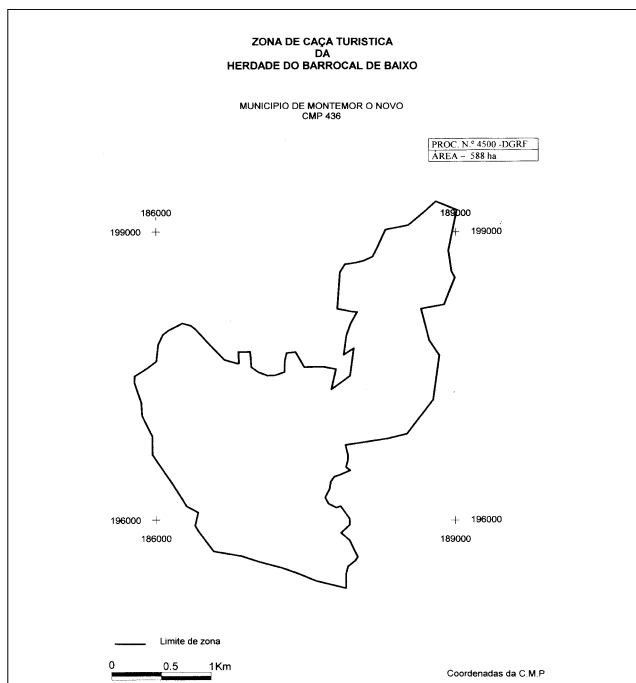 ZONA DE CAÇA TURISTICA
DA
HERDADE DO BARROCAL DE BAIXO
MUNICIPIO DE MONTEMOR O NOVO
CMP 436
PROC. N.º 4500 -DGRF
ÁREA – 588 ha
186000
189000
199000
199000
196000
196000
186000
189000
Limite de zona
0 0.5 1Km
Coordenadas da C.M.P